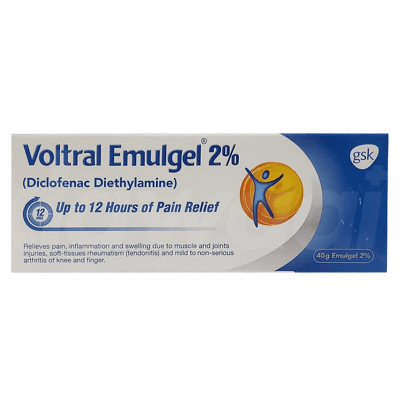 Voltral Emulgel® 2%
gsk
(Diclofenac Diethylamine)
12
Up to 12 Hours of Pain Relief
Relieves pain, inflammation and swelling due to muscle and joints
injuries, soft-tissues rheumatism (tendonitis) and mild to non-serious
arthritis of knee and finger.
40g Emulgel 2%